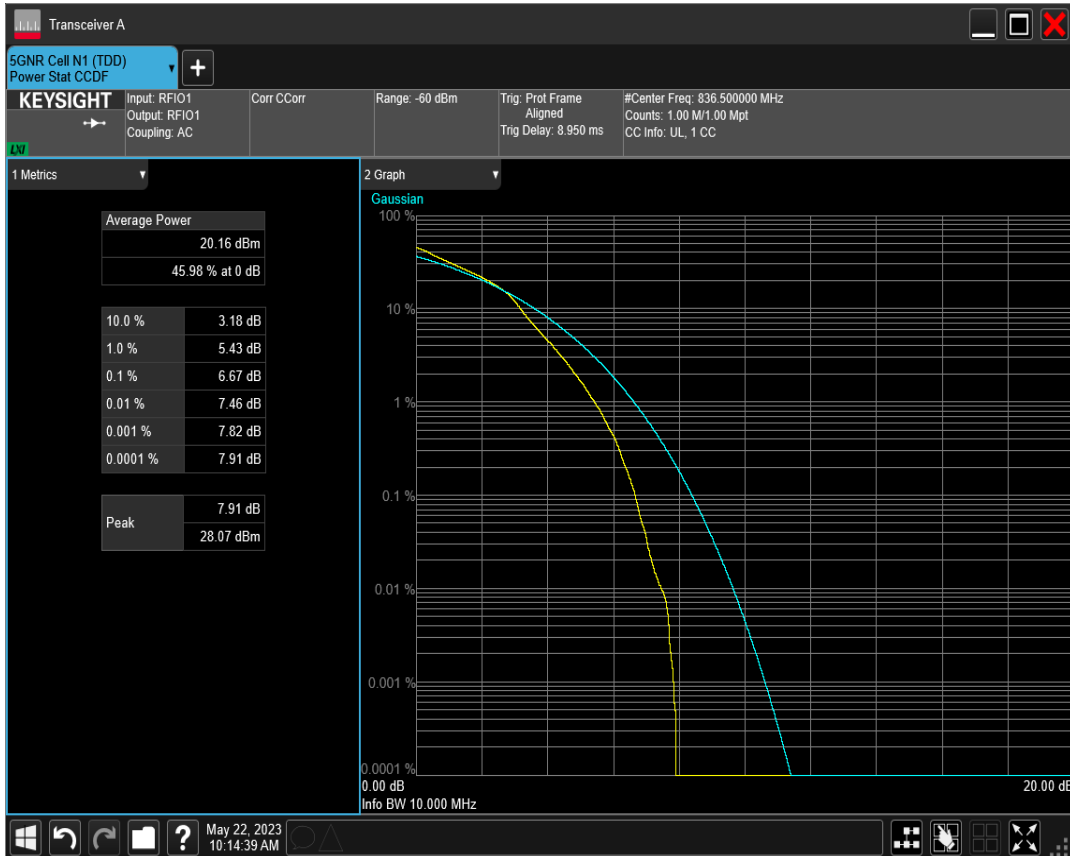 Transceiver A
5GNR Cell N1 (TDD)
Power Stat CCDF
+
KEYSIGHT
LXI
Input: RFIO1
Output: RFIO1
Coupling: AC
Corr CCorr
Range: -60 dBm
Trig: Prot Frame
Aligned
Trig Delay: 8.950 ms
#Center Freq: 836.500000 MHz
Counts: 1.00 M/1.00 Mpt
CC Info: UL, 1 CC
1 Metrics
Average Power
20.16 dBm
45.98 % at 0 dB
10.0 % 3.18 dB
1.0 % 5.43 dB
0.1 % 6.67 dB
0.01 % 7.46 dB
0.001 % 7.82 dB
0.0001 % 7.91 dB
Peak
7.91 dB
28.07 dBm
2 Graph
Gaussian
100 %
10 %
1 %
0.1 %
0.01 %
0.001 %
0.0001 %
0.00 dB 20.00 dB
Info BW 10.000 MHz
?
May 22, 2023
10:14:39 AM